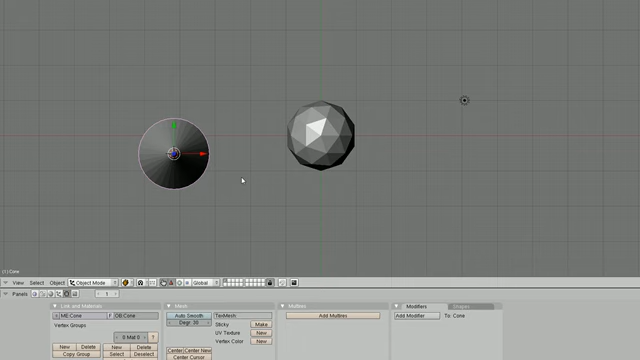 (1) Cone
View Select Object Object Mode Global
Panels 1
Link and Materials Mesh Multires Modifiers Shapes
ME:Cone F OB:Cone Auto Smooth TexMesh Add Multires Add Modifier To: Cone
Vertex Groups Degr: 30 Sticky Make
0 Mat 0 ? UV Texture New
New Delete New Delete Center Center New Vertex Color New
Copy Group Select Deselect Center Cursor